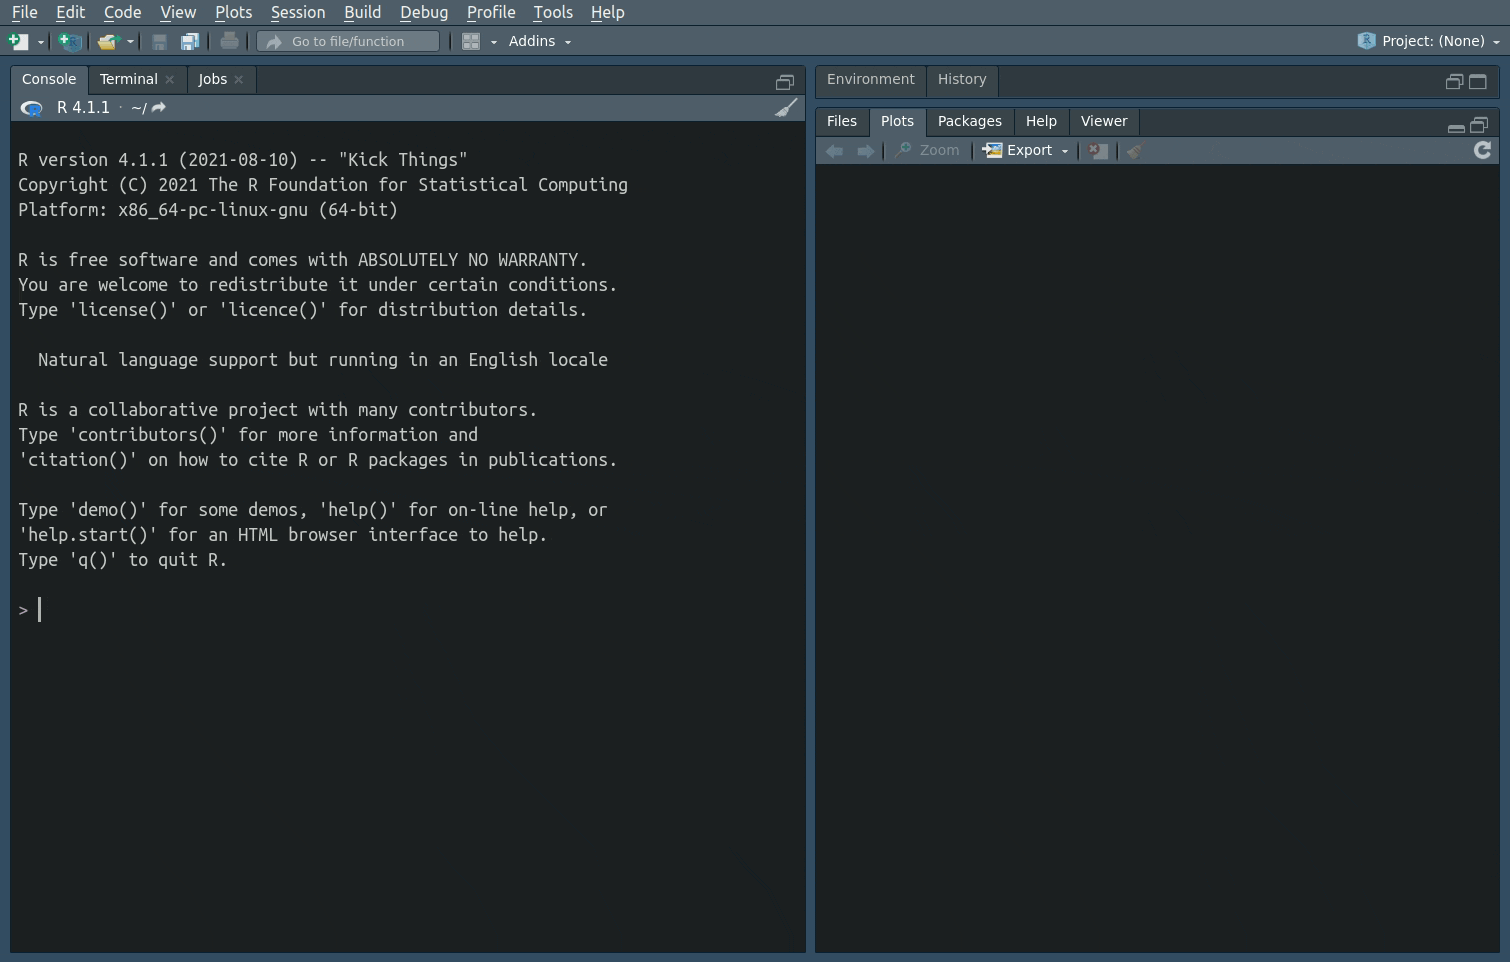 File Edit Code View Plots Session Build Debug Profile Tools Help
Go to file/function Addins Project: (None)
Console Terminal Jobs
R 4.1.1 · ~/
R version 4.1.1 (2021-08-10) -- "Kick Things"
Copyright (C) 2021 The R Foundation for Statistical Computing
Platform: x86_64-pc-linux-gnu (64-bit)
R is free software and comes with ABSOLUTELY NO WARRANTY.
You are welcome to redistribute it under certain conditions.
Type 'license()' or 'licence()' for distribution details.
Natural language support but running in an English locale
R is a collaborative project with many contributors.
Type 'contributors()' for more information and
'citation()' on how to cite R or R packages in publications.
Type 'demo()' for some demos, 'help()' for on-line help, or
'help.start()' for an HTML browser interface to help.
Type 'q()' to quit R.
>
Environment History
Files Plots Packages Help Viewer
Zoom Export